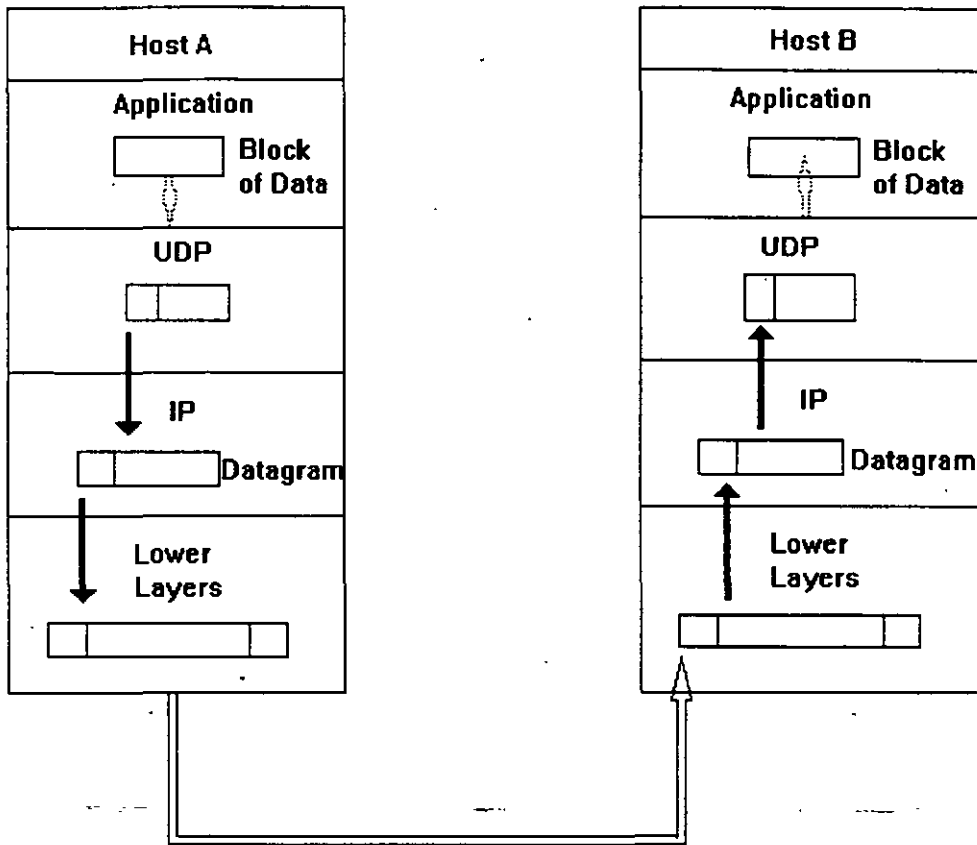 Host A
Application
Block
of Data
UDP
IP
Datagram
Lower
Layers
Host B
Application
Block
of Data
UDP
IP
Datagram
Lower
Layers